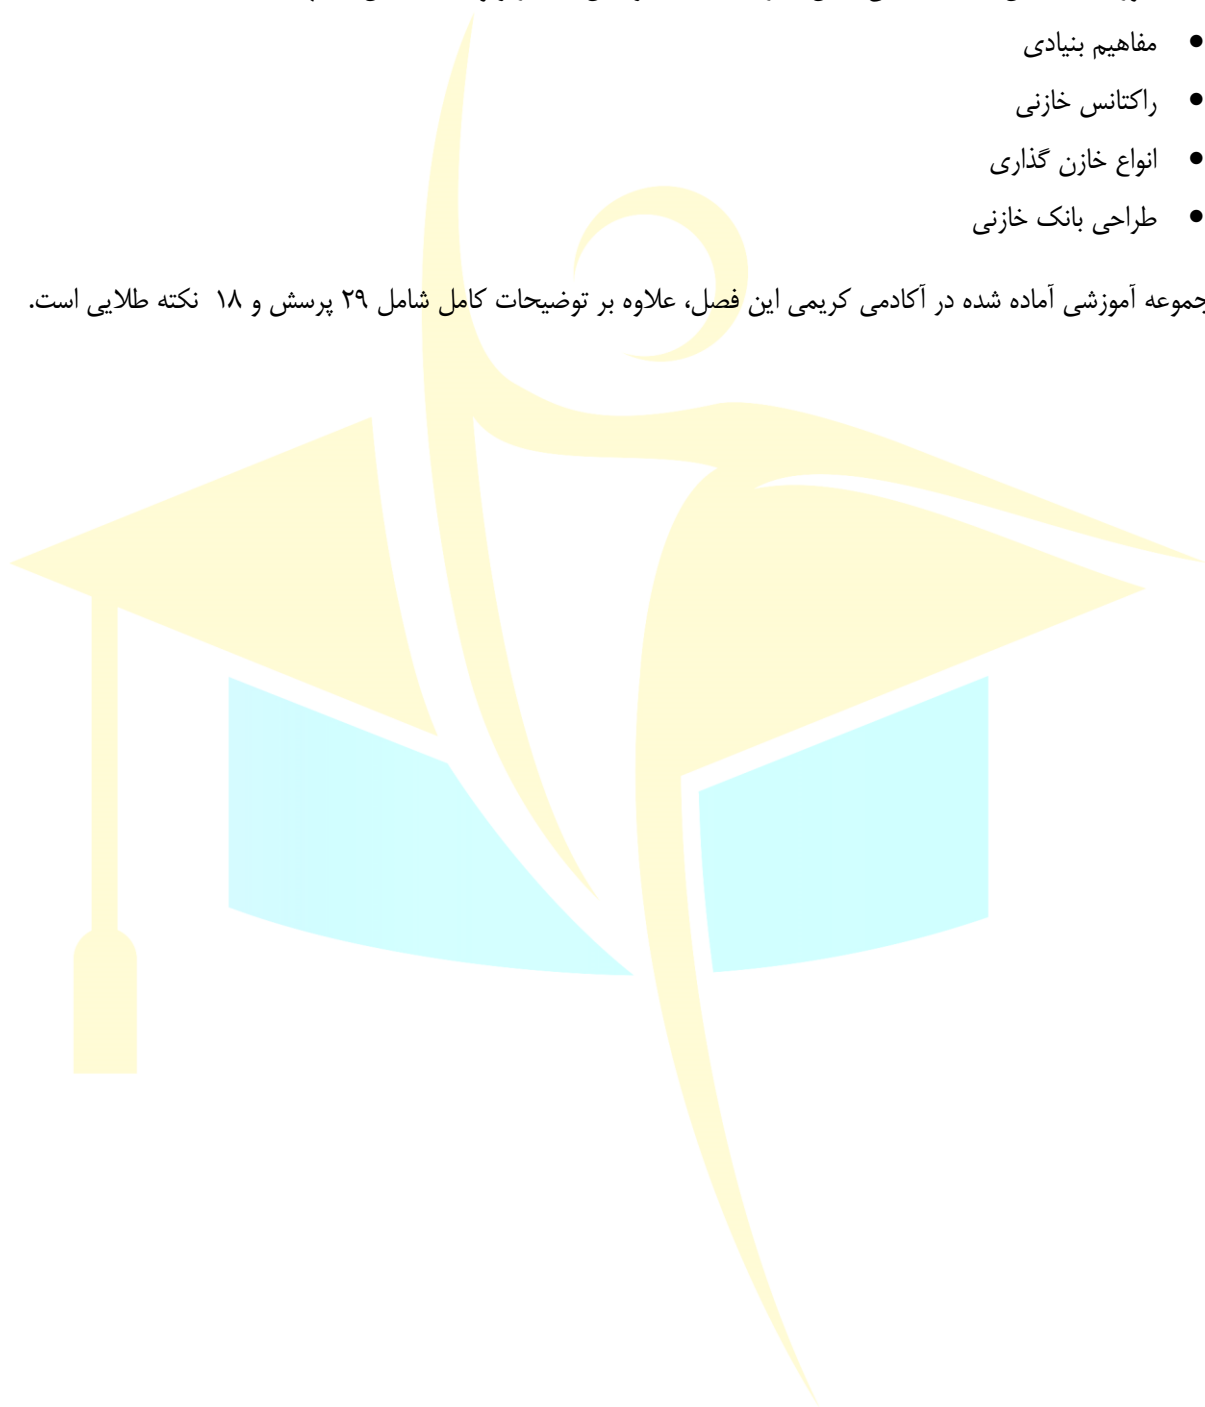 مفاهیم بنیادی
راکتانس خازنی
انواع خازن گذاری
طراحی بانک خازنی
جموعه آموزشی آماده شده در آکادمی کریمی این فصل، علاوه بر توضیحات کامل شامل ۲۹ پرسش و ۱۸ نکته طلایی است.